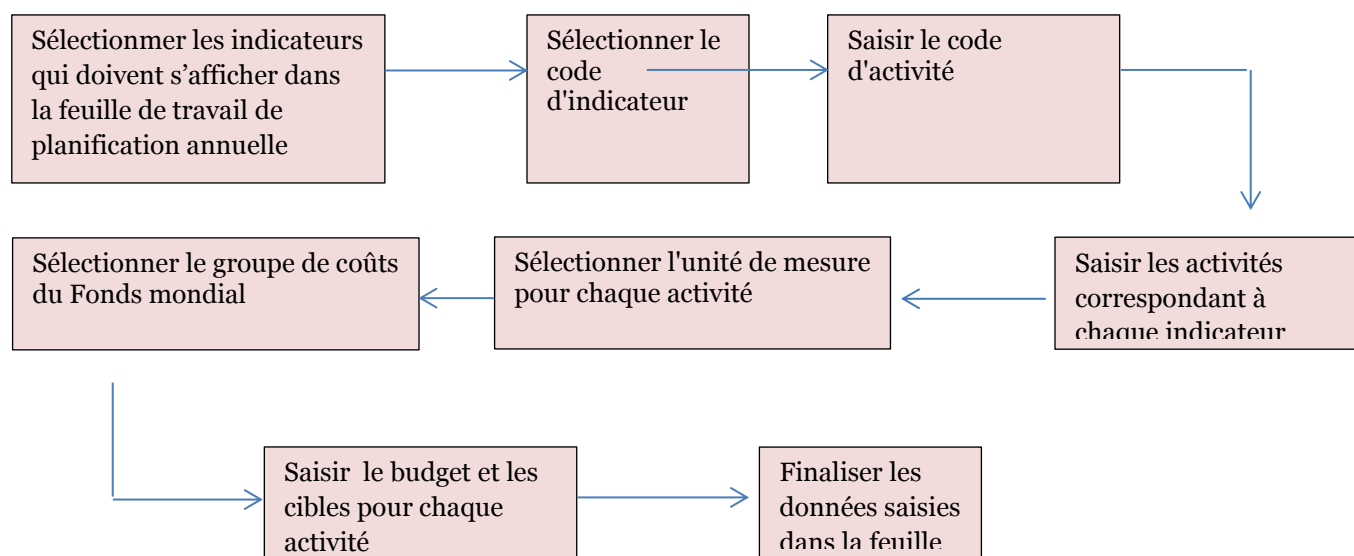 Sélectionmer les indicateurs
qui doivent s’afficher dans
la feuille de travail de
planification annuelle
Sélectionner le
code
d'indicateur
Saisir le code
d'activité
Saisir les activités
correspondant à
chaque indicateur
Sélectionner l'unité de mesure
pour chaque activité
Sélectionner le groupe de coûts
du Fonds mondial
Saisir  le budget et les
cibles pour chaque
activité
Finaliser les
données saisies
dans la feuille